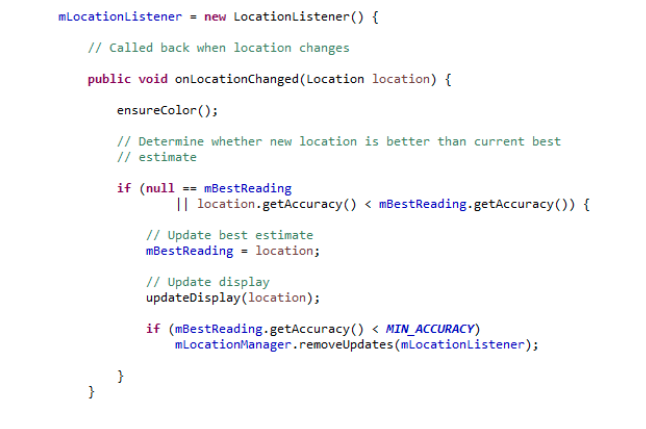 mLocationListener = new LocationListener() {
// Called back when location changes
public void onLocationChanged(Location location) {
ensureColor();
// Determine whether new location is better than current best
// estimate
if (null == mBestReading
|| location.getAccuracy() < mBestReading.getAccuracy()) {
// Update best estimate
mBestReading = location;
// Update display
updateDisplay(location);
if (mBestReading.getAccuracy() < MIN_ACCURACY)
mLocationManager.removeUpdates(mLocationListener);
}
}